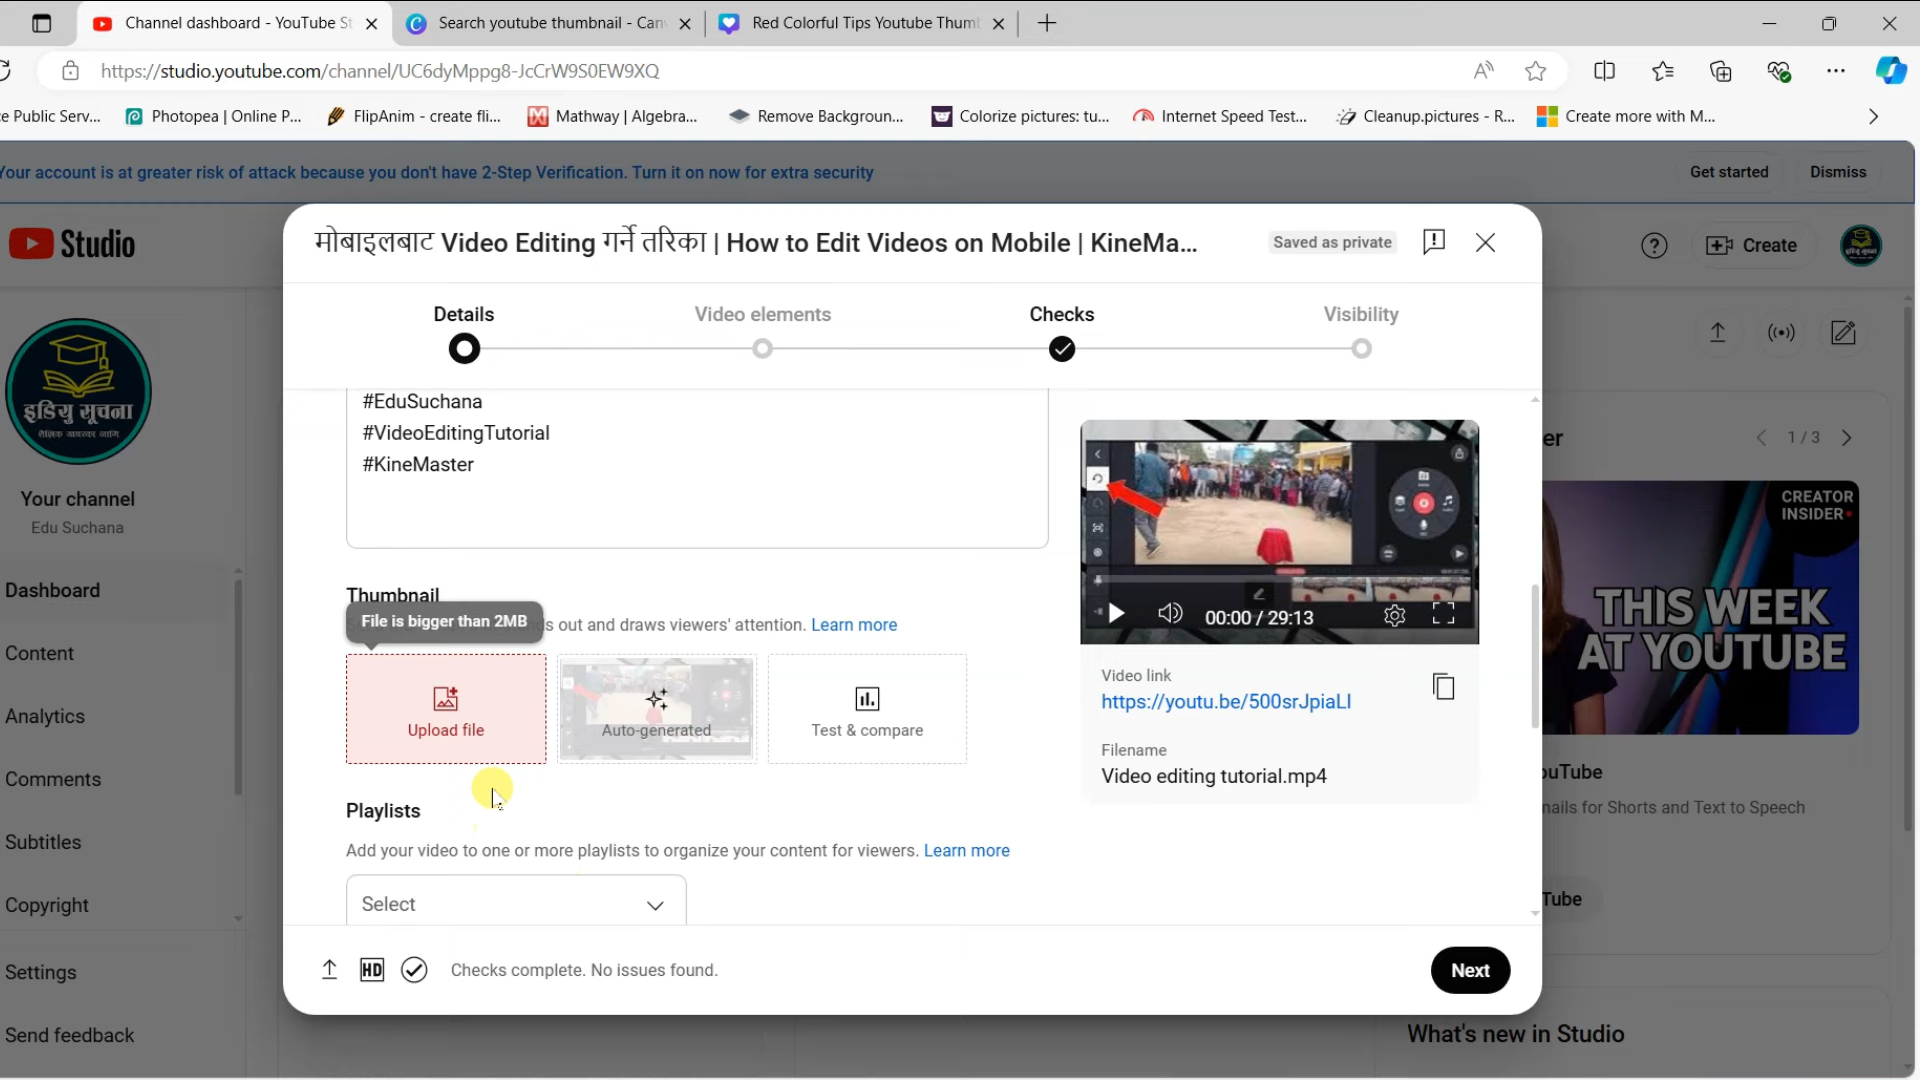 Channel dashboard - YouTube St
Search youtube thumbnail - Can
Red Colorful Tips Youtube Thum
https://studio.youtube.com/channel/UC6dyMppg8-JcCrW9S0EW9XQ
e Public Serv...
Photopea | Online P...
FlipAnim - create fli...
Mathway | Algebra...
Remove Backgroun...
Colorize pictures: tu...
Internet Speed Test...
Cleanup.pictures - R...
Create more with M...
Your account is at greater risk of attack because you don't have 2-Step Verification. Turn it on now for extra security
Get started
Dismiss
Studio
Create
मोबाइलबाट Video Editing गर्ने तरिका | How to Edit Videos on Mobile | KineMa...
Saved as private
Details
Video elements
Checks
Visibility
इडियु सूचना
Your channel
Edu Suchana
Dashboard
Content
Analytics
Comments
Subtitles
Copyright
Settings
Send feedback
#EduSuchana
#VideoEditingTutorial
#KineMaster
Thumbnail
File is bigger than 2MB
ds out and draws viewers' attention. Learn more
Upload file
Auto-generated
Test & compare
Playlists
Add your video to one or more playlists to organize your content for viewers. Learn more
Select
00:00 / 29:13
Video link
https://youtu.be/500srJpiaLI
Filename
Video editing tutorial.mp4
HD
Checks complete. No issues found.
Next
er
1 / 3
CREATOR
INSIDER
THIS WEEK
AT YOUTUBE
ouTube
nails for Shorts and Text to Speech
Tube
What's new in Studio